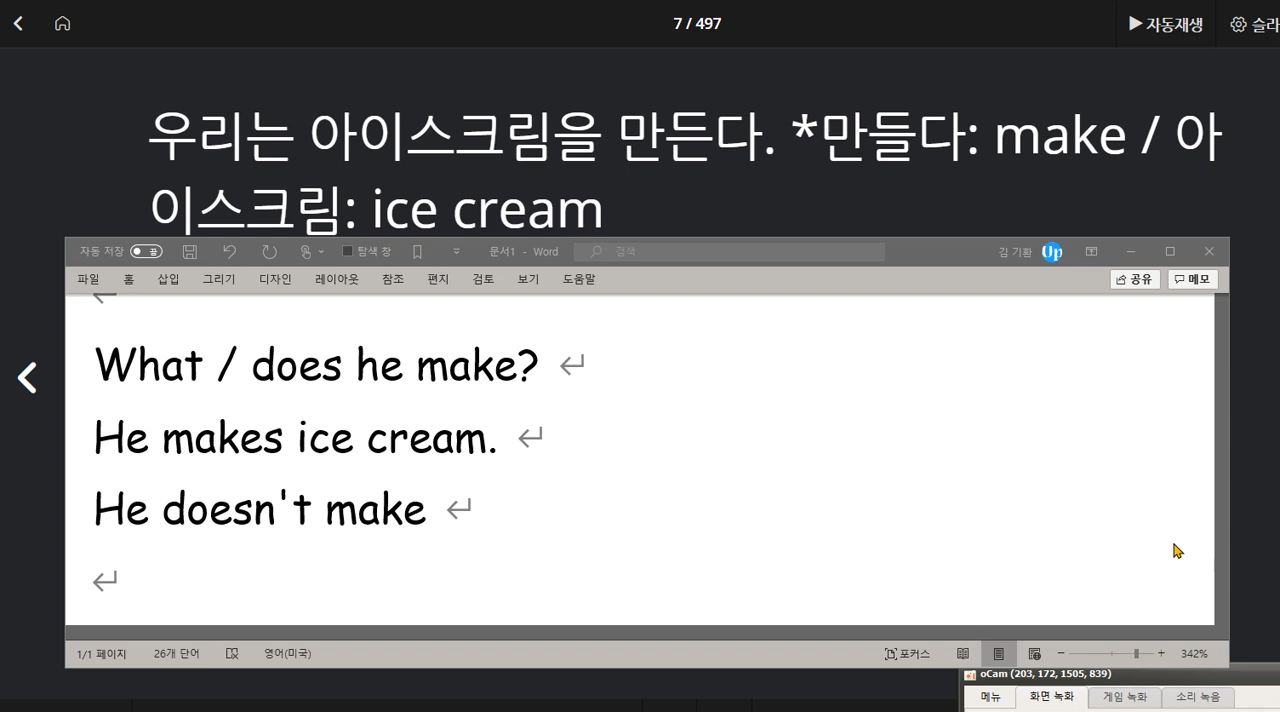 7 / 497
자동재생
슬라
우리는 아이스크림을 만든다. *만들다: make / 아
이스크림: ice cream
자동 저장 끔
탐색 창
문서1 - Word
검색
김 기환
Up
파일 홈 삽입 그리기 디자인 레이아웃 참조 편지 검토 보기 도움말
공유 메모
What / does he make?
He makes ice cream.
He doesn't make
1/1 페이지 26개 단어 영어(미국)
포커스
342%
oCam (203, 172, 1505, 839)
메뉴 화면 녹화 게임 녹화 소리 녹음